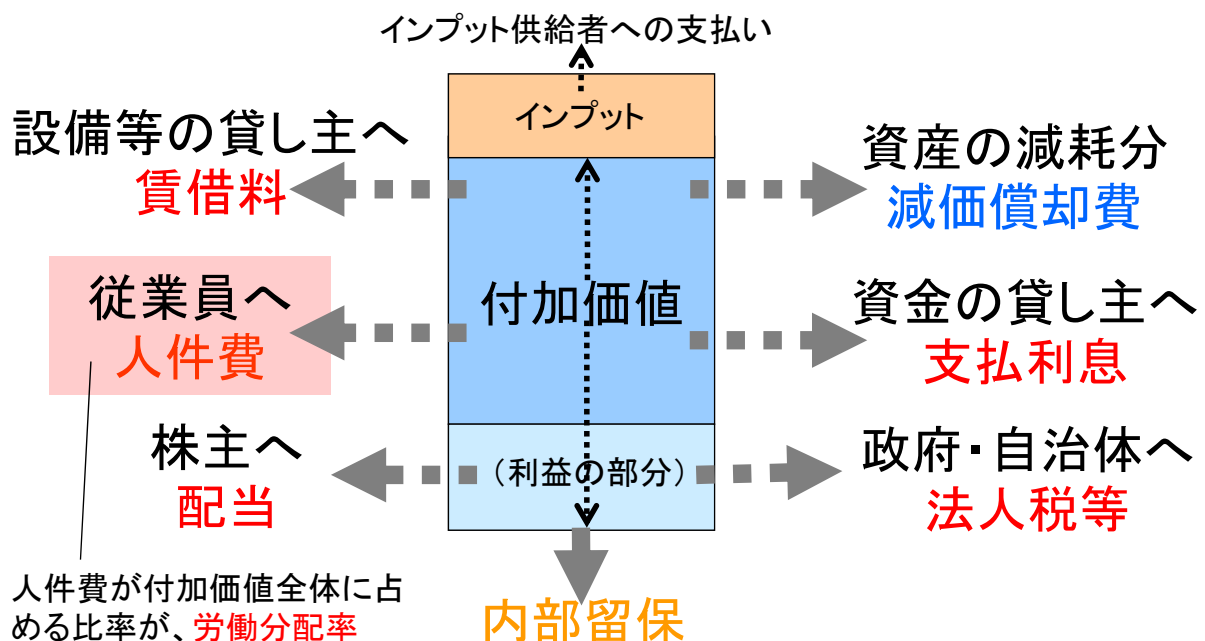 インプット供給者への支払い
インプット
設備等の貸し主へ
賃借料
資産の減耗分
減価償却費
付加価値
従業員へ
人件費
資金の貸し主へ
支払利息
株主へ
配当
（利益の部分）
政府・自治体へ
法人税等
内部留保
人件費が付加価値全体に占
める比率が、労働分配率